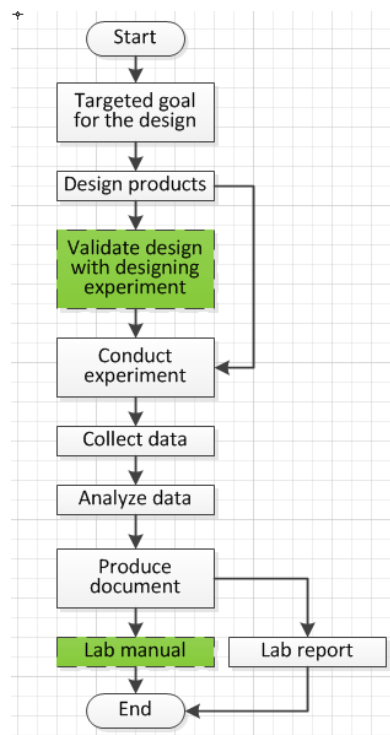 Start
Targeted goal
for the design
Design products
Validate design
with designing
experiment
Conduct
experiment
Collect data
Analyze data
Produce
document
Lab manual
Lab report
End